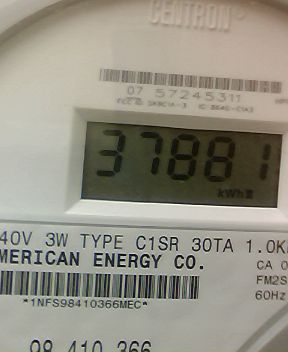 CENTRON®
07 57245311
37881
kWh
40V 3W TYPE C1SR 30TA 1.0K
MERICAN ENERGY CO.
CA 0
FM2S
60Hz
*1NFS98410366MEC*
98 410 366